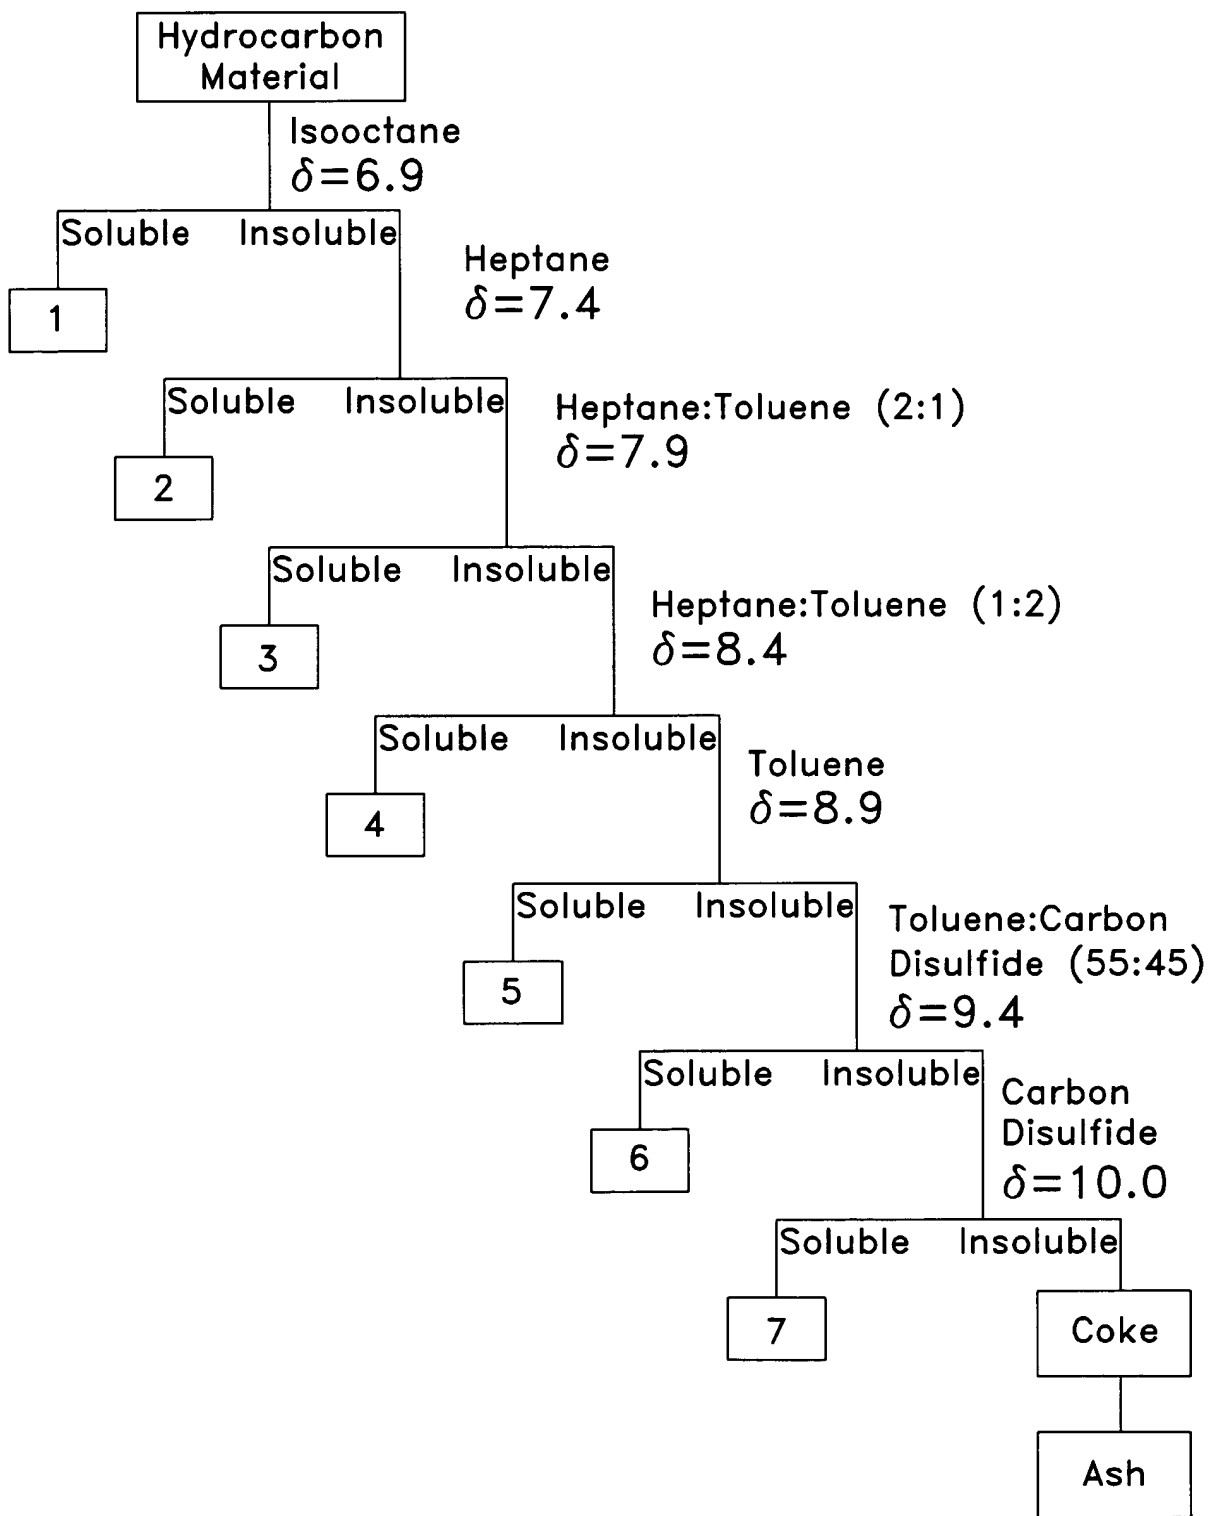 Hydrocarbon
Material
Isooctane
δ=6.9
Soluble Insoluble
Heptane
δ=7.4
1
Soluble Insoluble
Heptane:Toluene (2:1)
δ=7.9
2
Soluble Insoluble
Heptane:Toluene (1:2)
δ=8.4
3
Soluble Insoluble
Toluene
δ=8.9
4
Soluble Insoluble
Toluene:Carbon
Disulfide (55:45)
δ=9.4
5
Soluble Insoluble
Carbon
Disulfide
δ=10.0
6
Soluble Insoluble
7
Coke
Ash